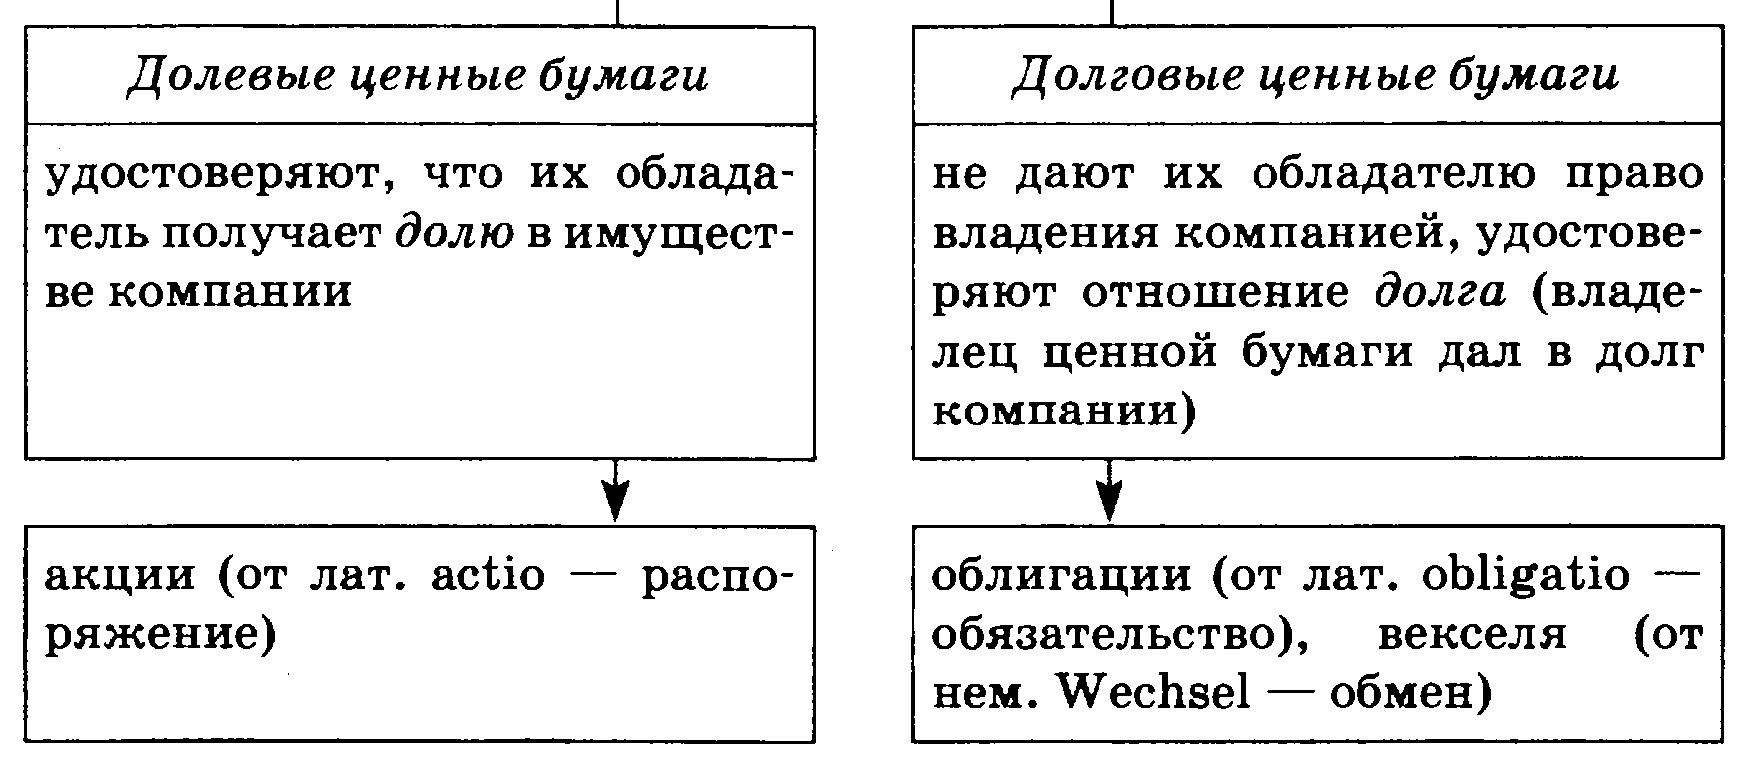 Долевые ценные бумаги
удостоверяют, что их облада-
тель получает долю в имущест-
ве компании
акции (от лат. actio — распо-
ряжение)
Долговые ценные бумаги
не дают их обладателю право
владения компанией, удостове-
ряют отношение долга (владе-
лец ценной бумаги дал в долг
компании)
облигации (от лат. obligatio —
обязательство), векселя (от
нем. Wechsel — обмен)